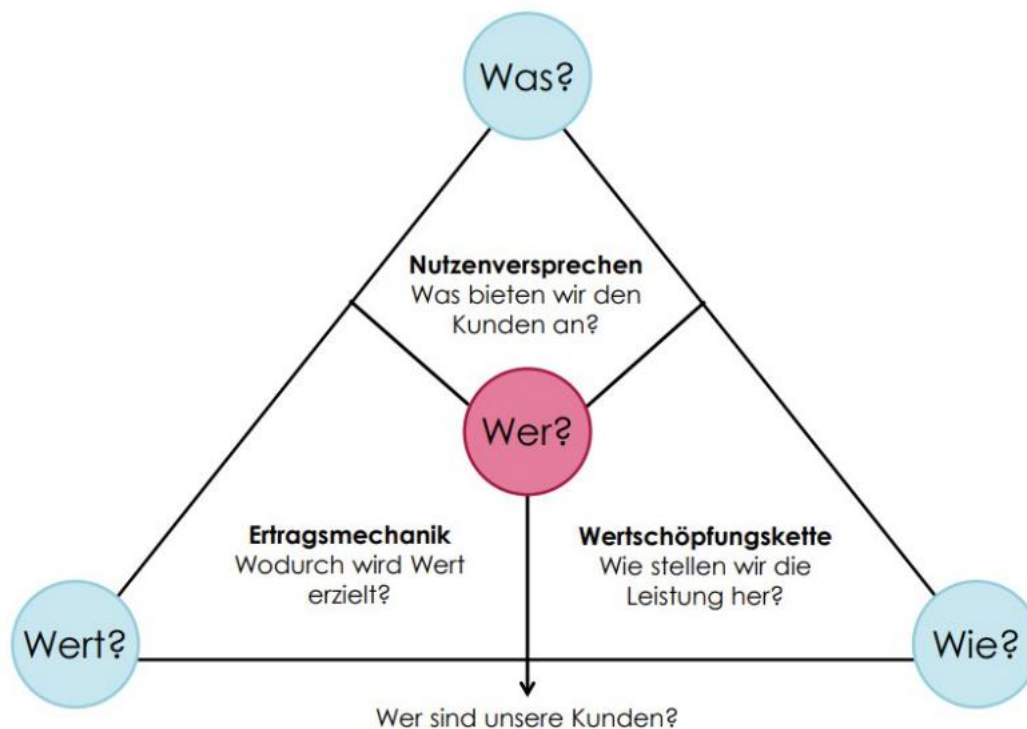 Was?
Nutzenversprechen
Was bieten wir den
Kunden an?
Wer?
Ertragsmechanik
Wodurch wird Wert
erzielt?
Wertschöpfungskette
Wie stellen wir die
Leistung her?
Wert?
Wie?
Wer sind unsere Kunden?